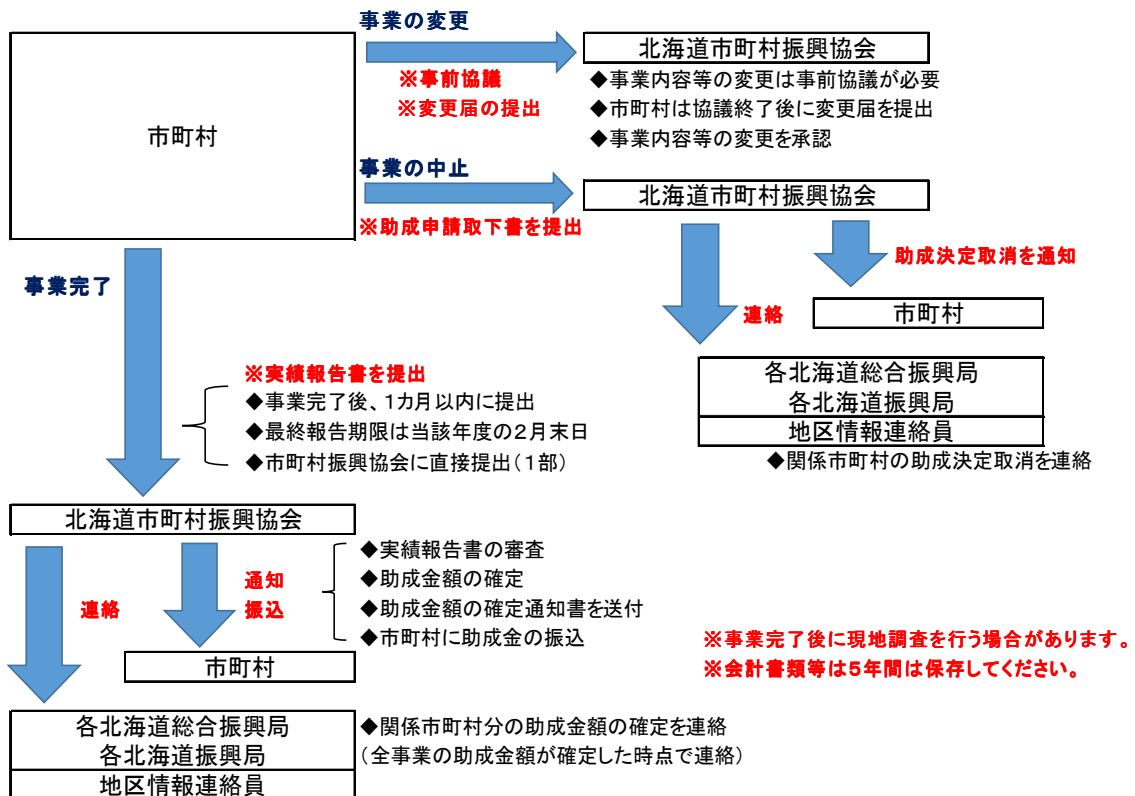 事業の変更
市町村
※事前協議
※変更届の提出
北海道市町村振興協会
◆事業内容等の変更は事前協議が必要
◆市町村は協議終了後に変更届を提出
◆事業内容等の変更を承認
事業の中止
※助成申請取下書を提出
北海道市町村振興協会
助成決定取消を通知
連絡
市町村
各北海道総合振興局
各北海道振興局
地区情報連絡員
◆関係市町村の助成決定取消を連絡
事業完了
※実績報告書を提出
◆事業完了後、1カ月以内に提出
◆最終報告期限は当該年度の2月末日
◆市町村振興協会に直接提出(1部)
北海道市町村振興協会
連絡
通知
振込
◆実績報告書の審査
◆助成金額の確定
◆助成金額の確定通知書を送付
◆市町村に助成金の振込
市町村
※事業完了後に現地調査を行う場合があります。
※会計書類等は5年間は保存してください。
各北海道総合振興局
各北海道振興局
地区情報連絡員
◆関係市町村分の助成金額の確定を連絡
(全事業の助成金額が確定した時点で連絡)